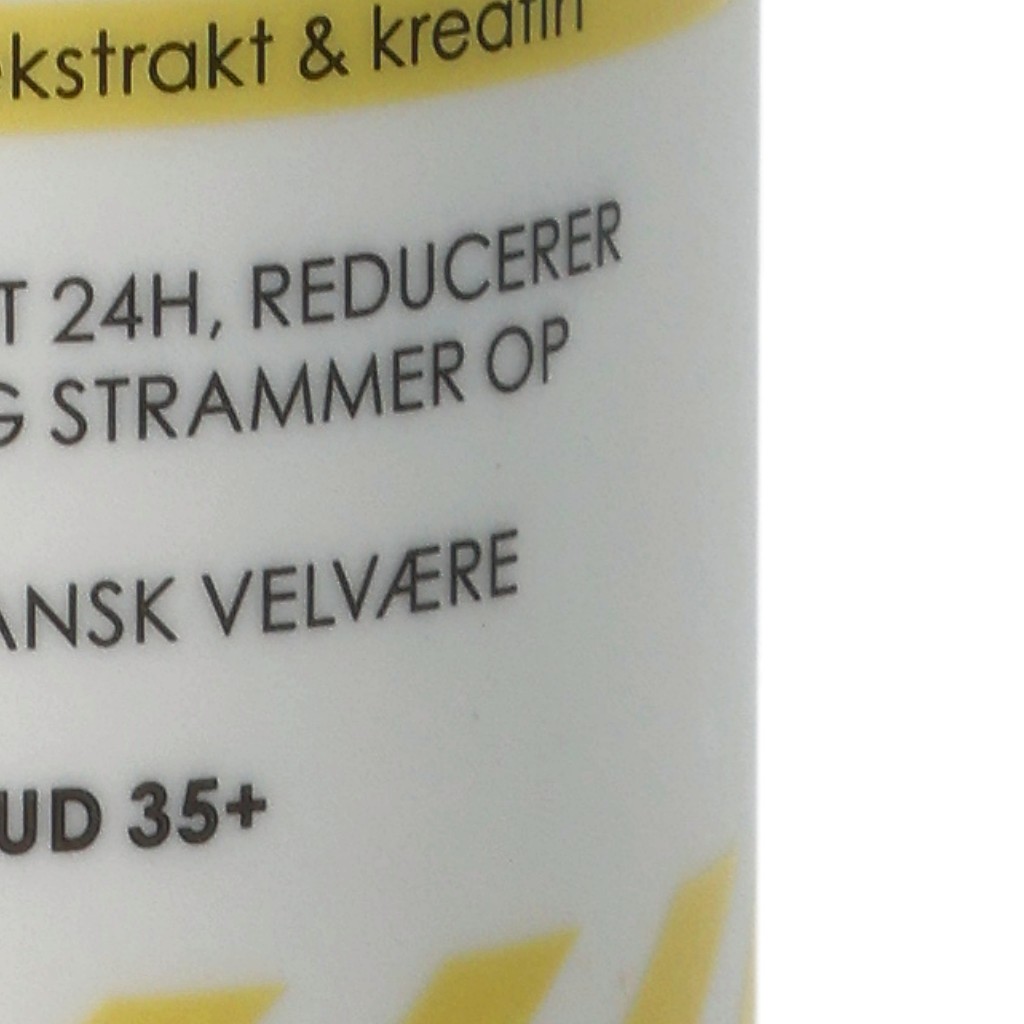 ekstrakt & kreatin
T 24H, REDUCERER
G STRAMMER OP
ANSK VELVÆRE
UD 35+